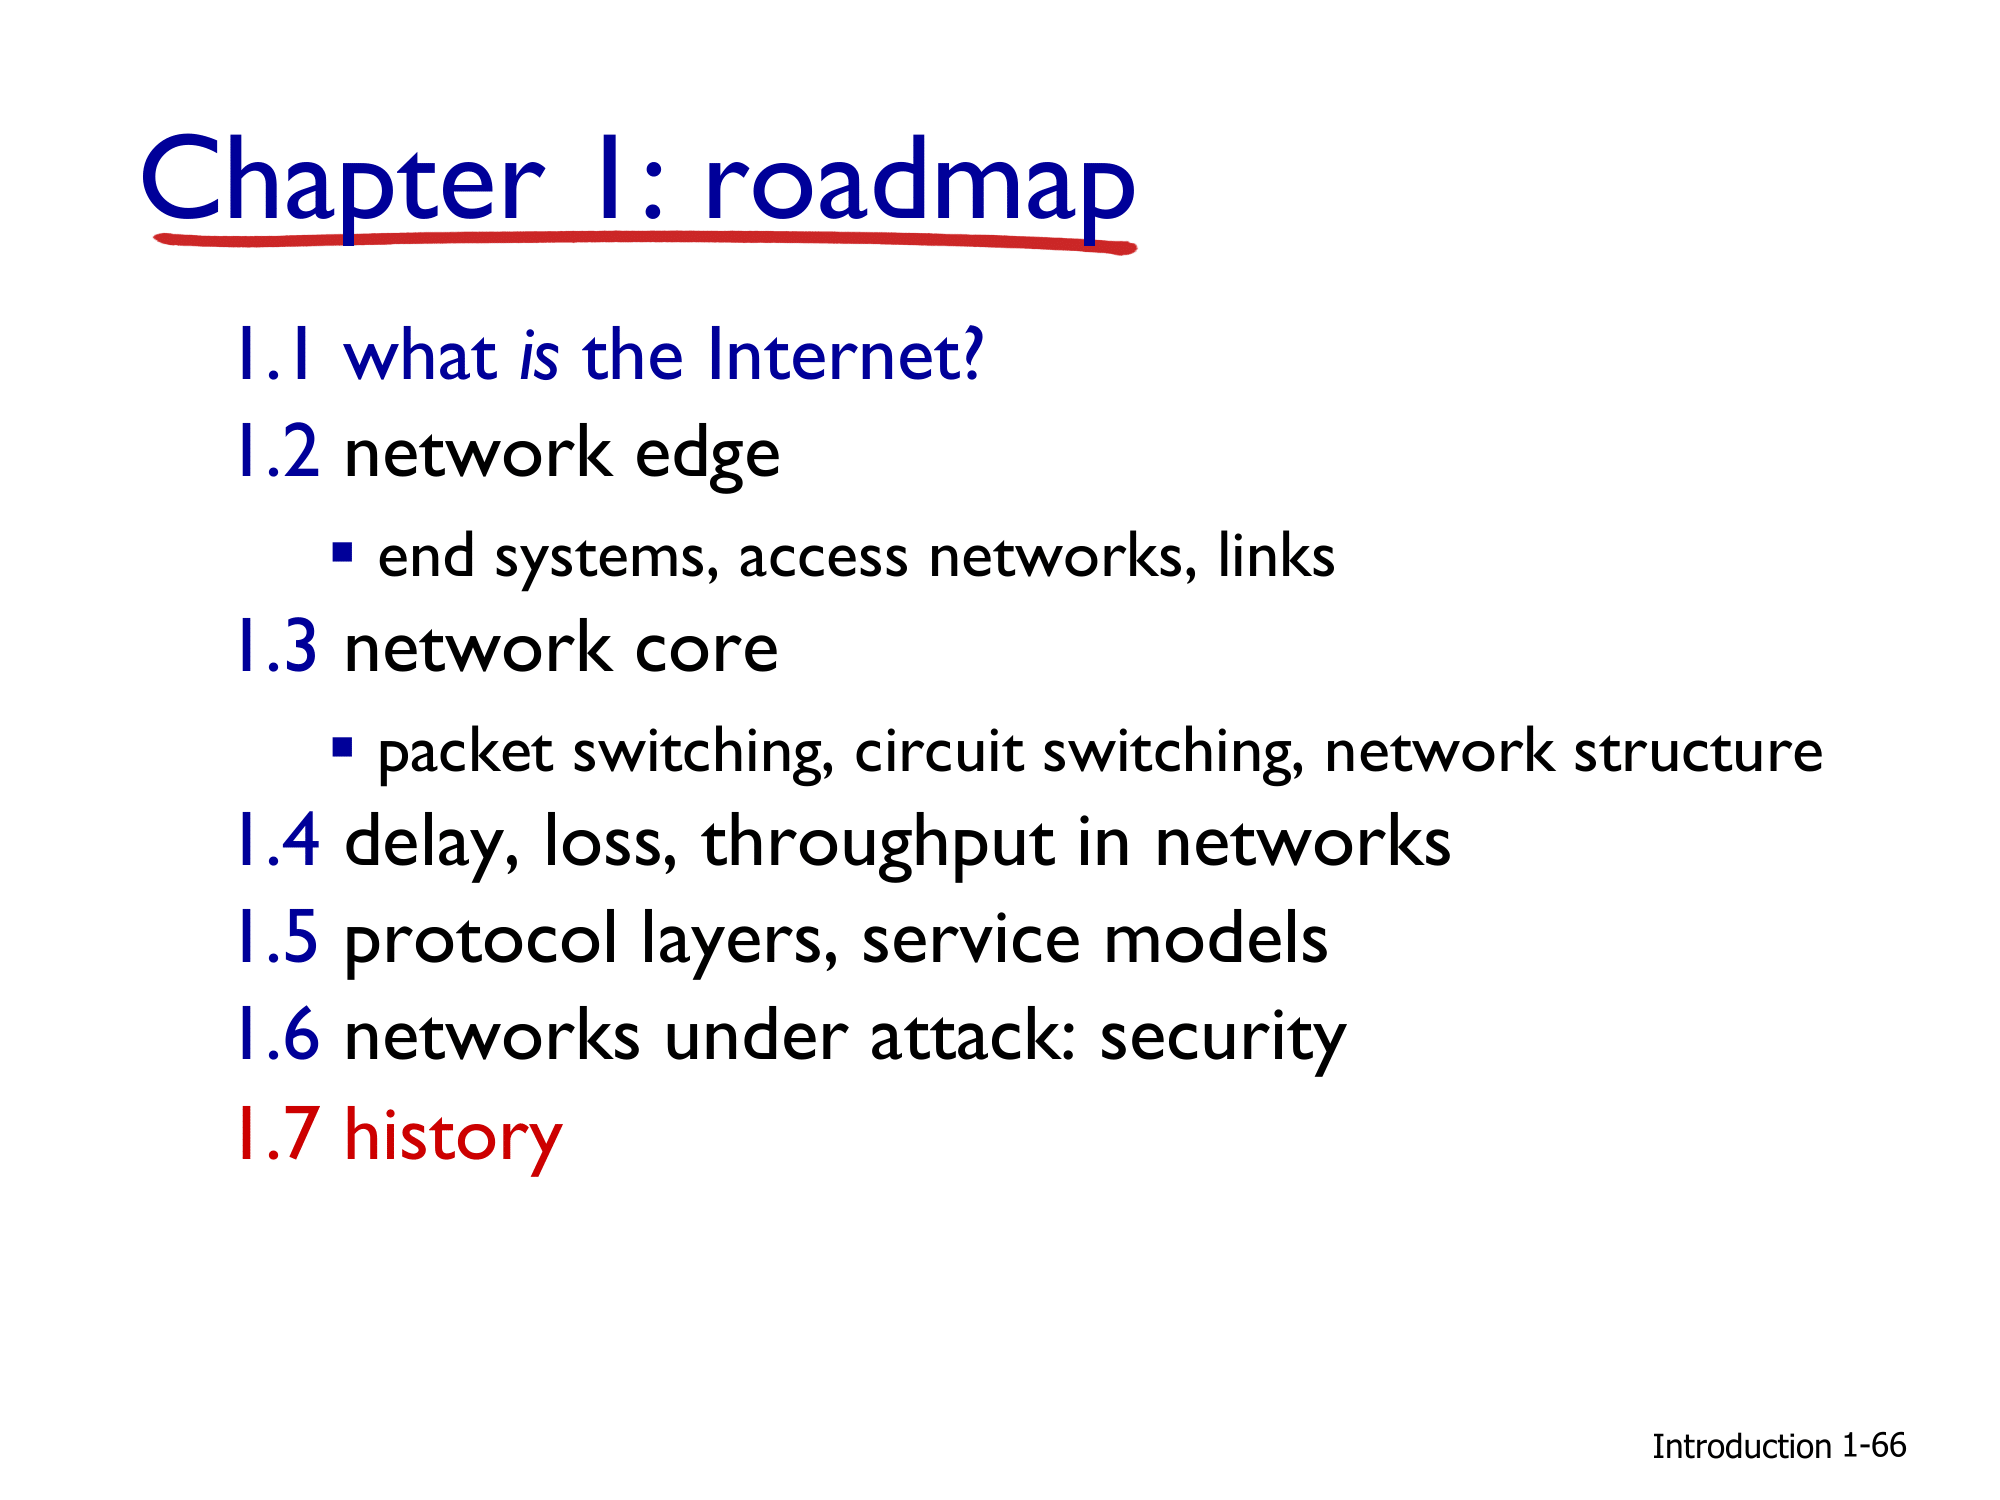 Chapter 1: roadmap
1.1 what is the Internet?
1.2 network edge
▪ end systems, access networks, links
1.3 network core
▪ packet switching, circuit switching, network structure
1.4 delay, loss, throughput in networks
1.5 protocol layers, service models
1.6 networks under attack: security
1.7 history
Introduction 1-66